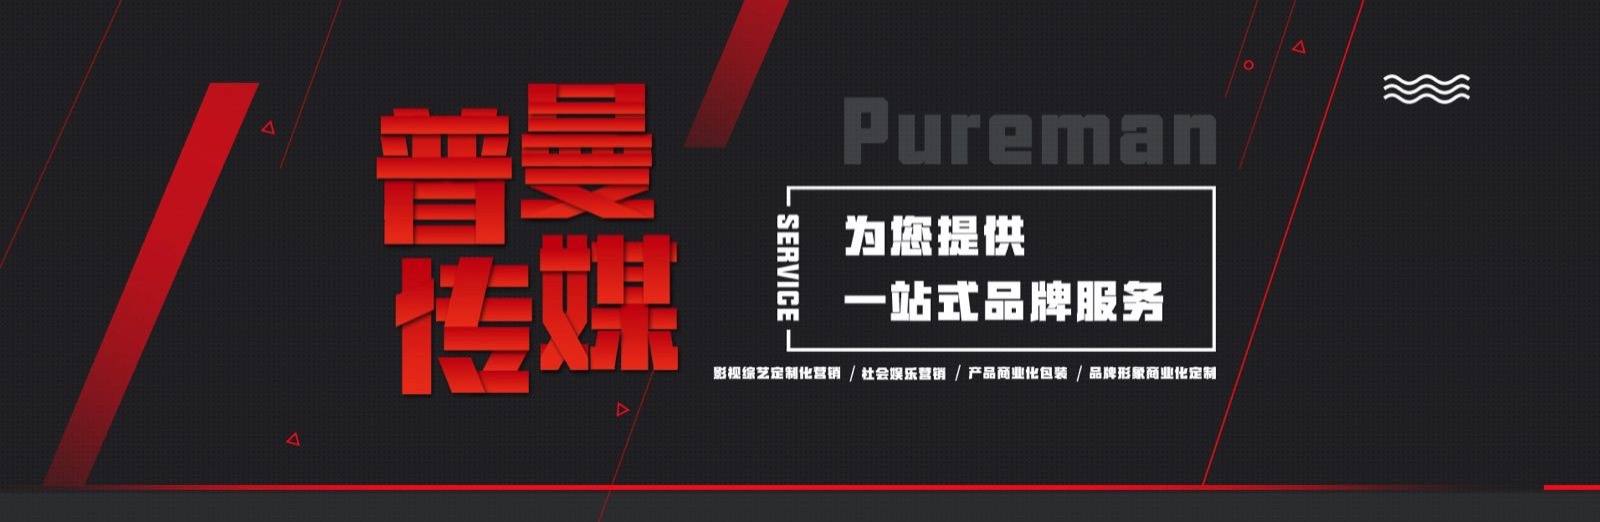 普曼
传媒
Pureman
SERVICE
为您提供
一站式品牌服务
影视综艺定制化营销 / 社会娱乐营销 / 产品商业化包装 / 品牌形象商业化定制